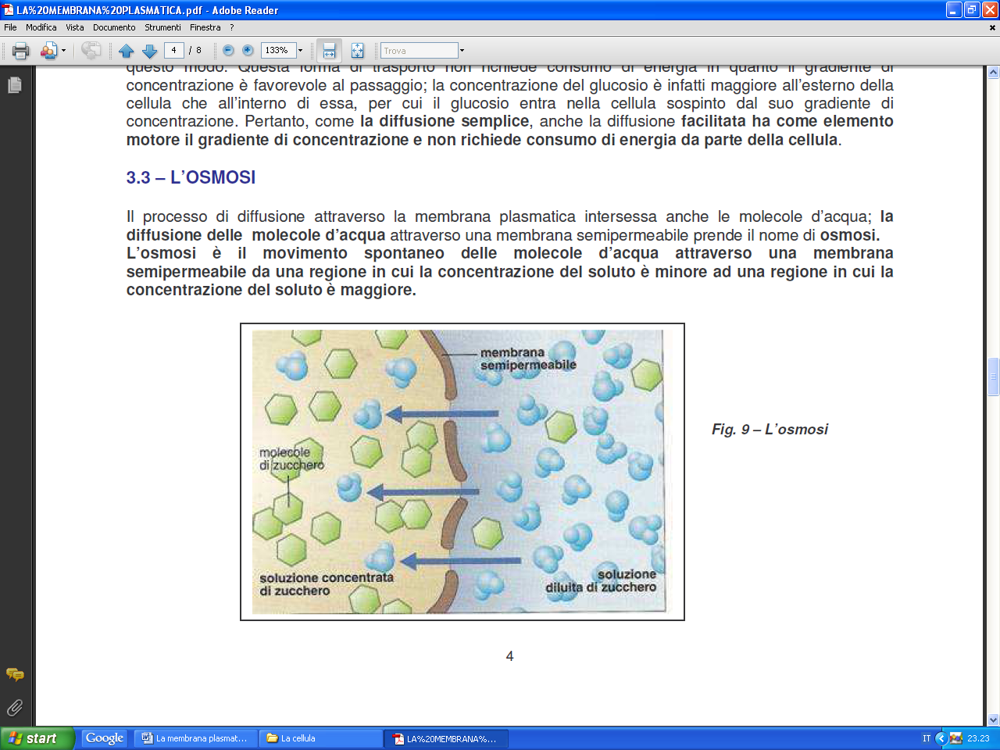 LA%20MEMBRANA%20PLASMATICA.pdf - Adobe Reader
File Modifica Vista Documento Strumenti Finestra ?
4 / 8 133% Trova
questo modo. Questa forma di trasporto non richiede consumo di energia in quanto il gradiente di
concentrazione è favorevole al passaggio; la concentrazione del glucosio è infatti maggiore all'esterno della
cellula che all'interno di essa, per cui il glucosio entra nella cellula sospinto dal suo gradiente di
concentrazione. Pertanto, come la diffusione semplice, anche la diffusione facilitata ha come elemento
motore il gradiente di concentrazione e non richiede consumo di energia da parte della cellula.
3.3 – L'OSMOSI
Il processo di diffusione attraverso la membrana plasmatica intersessa anche le molecole d'acqua; la
diffusione delle molecole d'acqua attraverso una membrana semipermeabile prende il nome di osmosi.
L'osmosi è il movimento spontaneo delle molecole d'acqua attraverso una membrana
semipermeabile da una regione in cui la concentrazione del soluto è minore ad una regione in cui la
concentrazione del soluto è maggiore.
membrana
semipermeabile
Fig. 9 – L'osmosi
molecole
di zucchero
soluzione concentrata
di zucchero
soluzione
diluita di zucchero
4
start Google La membrana plasmat... La cellula LA%20MEMBRANA%... IT 23.23